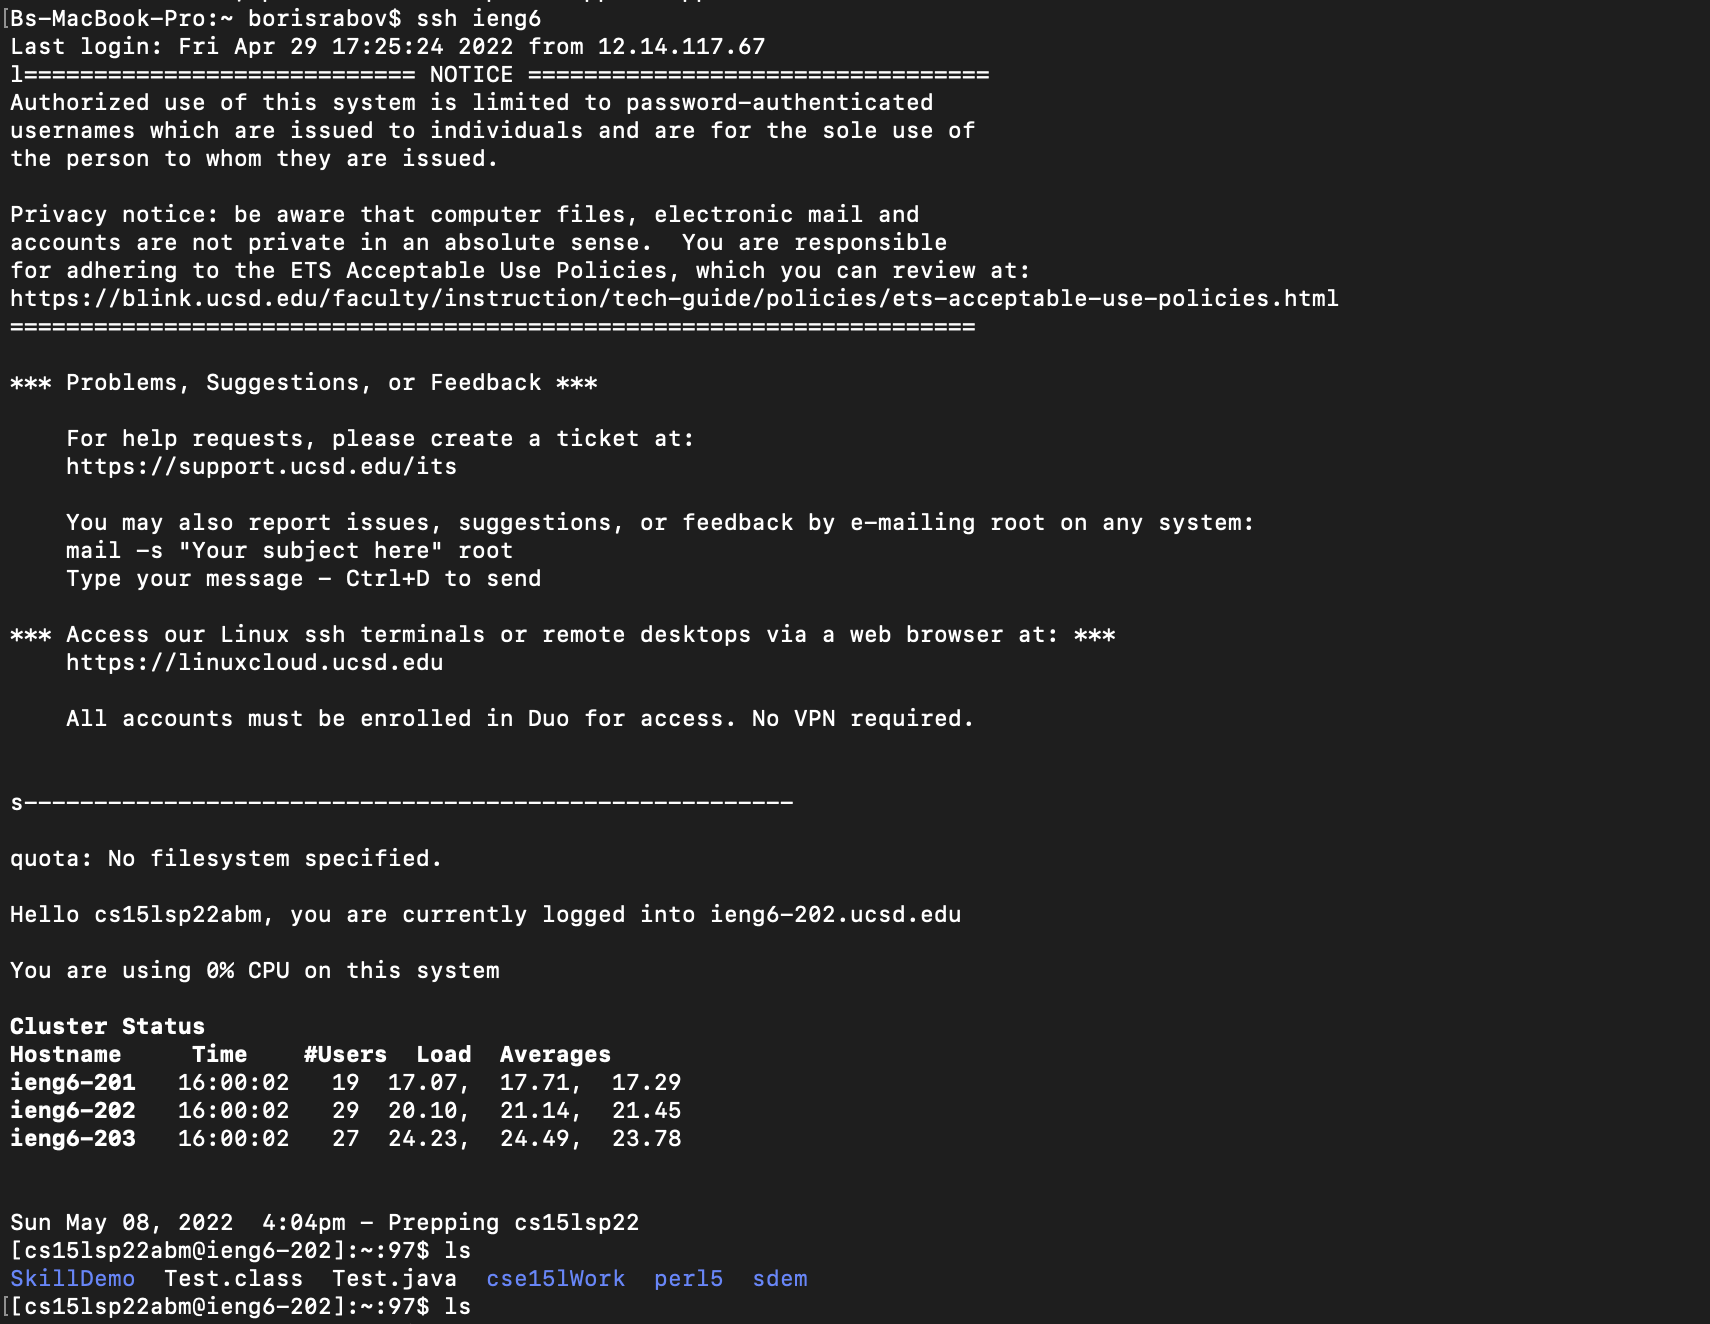 [Bs-MacBook-Pro:~ borisrabov$ ssh ieng6
Last login: Fri Apr 29 17:25:24 2022 from 12.14.117.67
l============================ NOTICE =================================
Authorized use of this system is limited to password-authenticated
usernames which are issued to individuals and are for the sole use of
the person to whom they are issued.
Privacy notice: be aware that computer files, electronic mail and
accounts are not private in an absolute sense.  You are responsible
for adhering to the ETS Acceptable Use Policies, which you can review at:
https://blink.ucsd.edu/faculty/instruction/tech-guide/policies/ets-acceptable-use-policies.html
=====================================================================
*** Problems, Suggestions, or Feedback ***
For help requests, please create a ticket at:
https://support.ucsd.edu/its
You may also report issues, suggestions, or feedback by e-mailing root on any system:
mail -s "Your subject here" root
Type your message - Ctrl+D to send
*** Access our Linux ssh terminals or remote desktops via a web browser at: ***
https://linuxcloud.ucsd.edu
All accounts must be enrolled in Duo for access. No VPN required.
s-------------------------------------------------------
quota: No filesystem specified.
Hello cs15lsp22abm, you are currently logged into ieng6-202.ucsd.edu
You are using 0% CPU on this system
Cluster Status
Hostname     Time    #Users  Load  Averages
ieng6-201   16:00:02   19  17.07,  17.71,  17.29
ieng6-202   16:00:02   29  20.10,  21.14,  21.45
ieng6-203   16:00:02   27  24.23,  24.49,  23.78
Sun May 08, 2022  4:04pm - Prepping cs15lsp22
[cs15lsp22abm@ieng6-202]:~:97$ ls
SkillDemo  Test.class  Test.java  cse15lWork  perl5  sdem
[[cs15lsp22abm@ieng6-202]:~:97$ ls